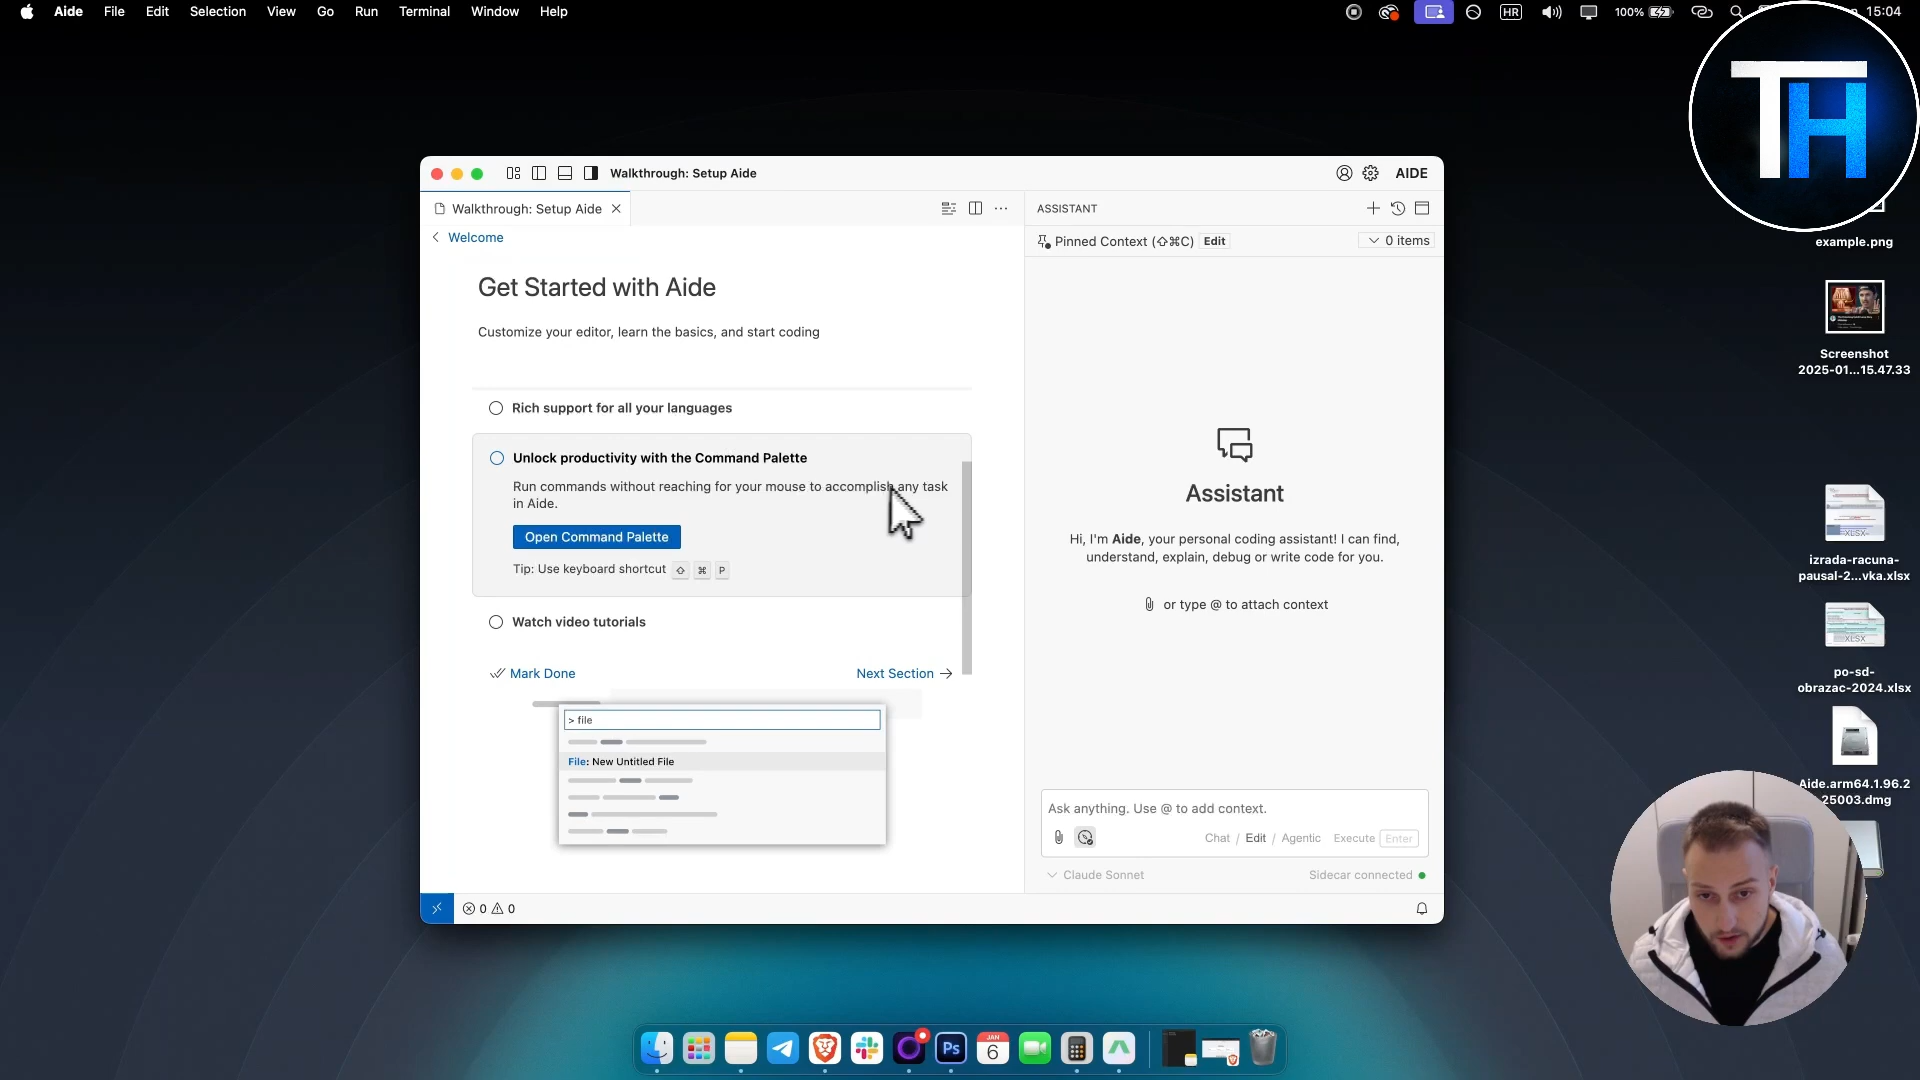 Aide File Edit Selection View Go Run Terminal Window Help
HR 100% 15:04
TH
Walkthrough: Setup Aide
AIDE
Walkthrough: Setup Aide
ASSISTANT
Welcome
Pinned Context (⇧⌘C) Edit
0 items
Get Started with Aide
Customize your editor, learn the basics, and start coding
Rich support for all your languages
Unlock productivity with the Command Palette
Run commands without reaching for your mouse to accomplish any task
in Aide.
Open Command Palette
Tip: Use keyboard shortcut ⇧ ⌘ P
Watch video tutorials
Mark Done
Next Section
> file
File: New Untitled File
Assistant
Hi, I'm Aide, your personal coding assistant! I can find,
understand, explain, debug or write code for you.
or type @ to attach context
Ask anything. Use @ to add context.
Chat / Edit / Agentic Execute Enter
Claude Sonnet
Sidecar connected
0 0
example.png
Screenshot
2025-01...15.47.33
XLSX
izrada-racuna-
pausal-2...vka.xlsx
XLSX
po-sd-
obrazac-2024.xlsx
Aide.arm64.1.96.2
25003.dmg
Ps
JAN
6